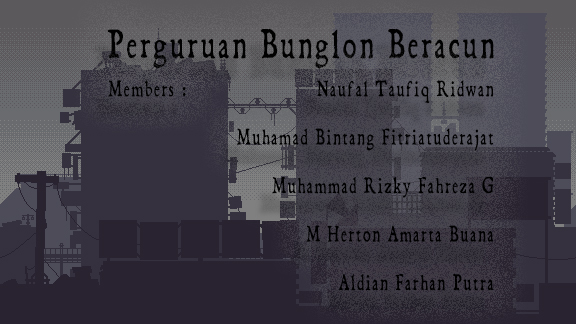 Perguruan Bunglon Beracun
Members : Naufal Taufiq Ridwan
Muhamad Bintang Fitriatuderajat
Muhammad Rizky Fahreza G
M Herton Amarta Buana
Aldian Farhan Putra